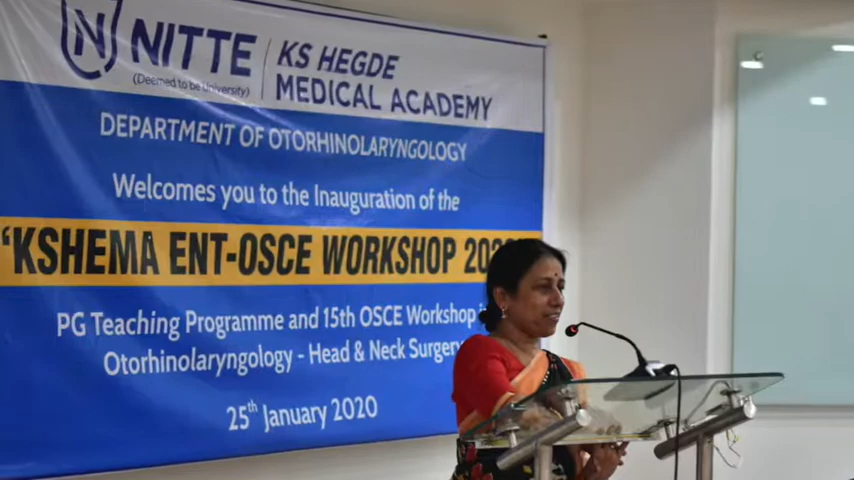 N NITTE
(Deemed to be University)
KS HEGDE
MEDICAL ACADEMY
DEPARTMENT OF OTORHINOLARYNGOLOGY
Welcomes you to the Inauguration of the
'KSHEMA ENT-OSCE WORKSHOP
PG Teaching Programme and 15th OSCE Workshop
Otorhinolaryngology - Head & Neck Surgery
25th January 2020